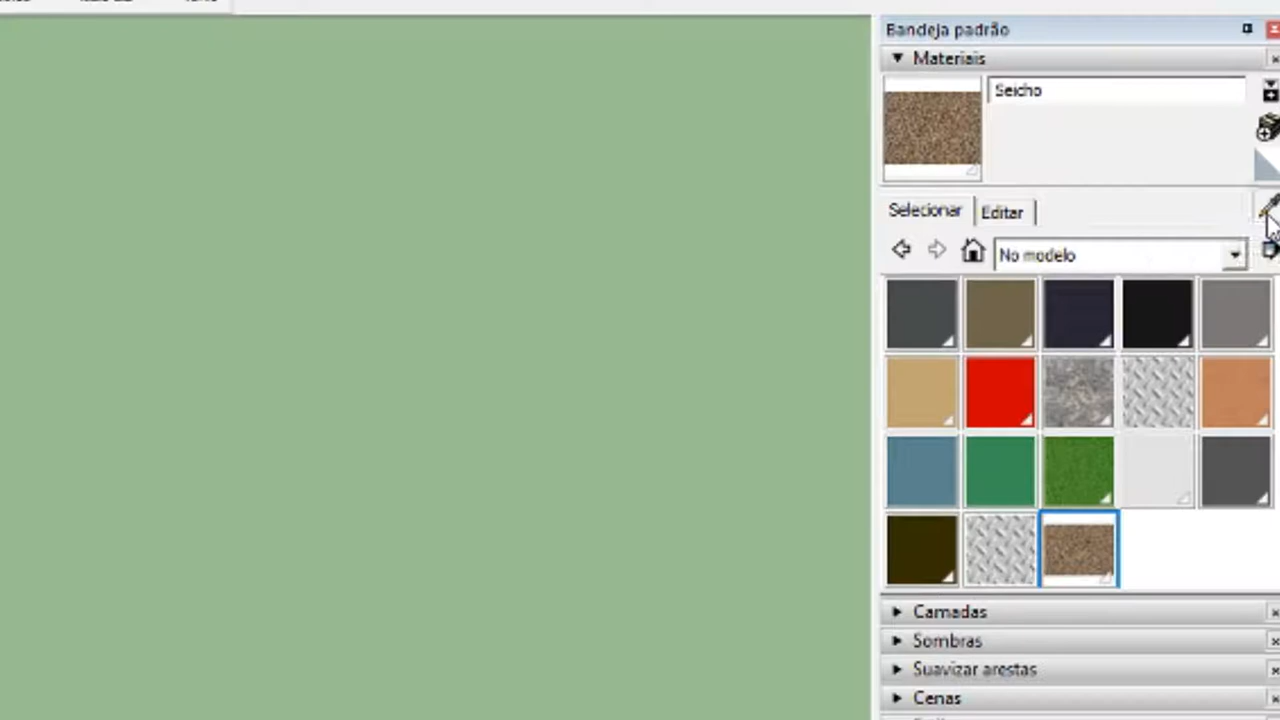 Bandeja padrão
Materiais
Seicho
Selecionar
Editar
No modelo
Camadas
Sombras
Suavizar arestas
Cenas